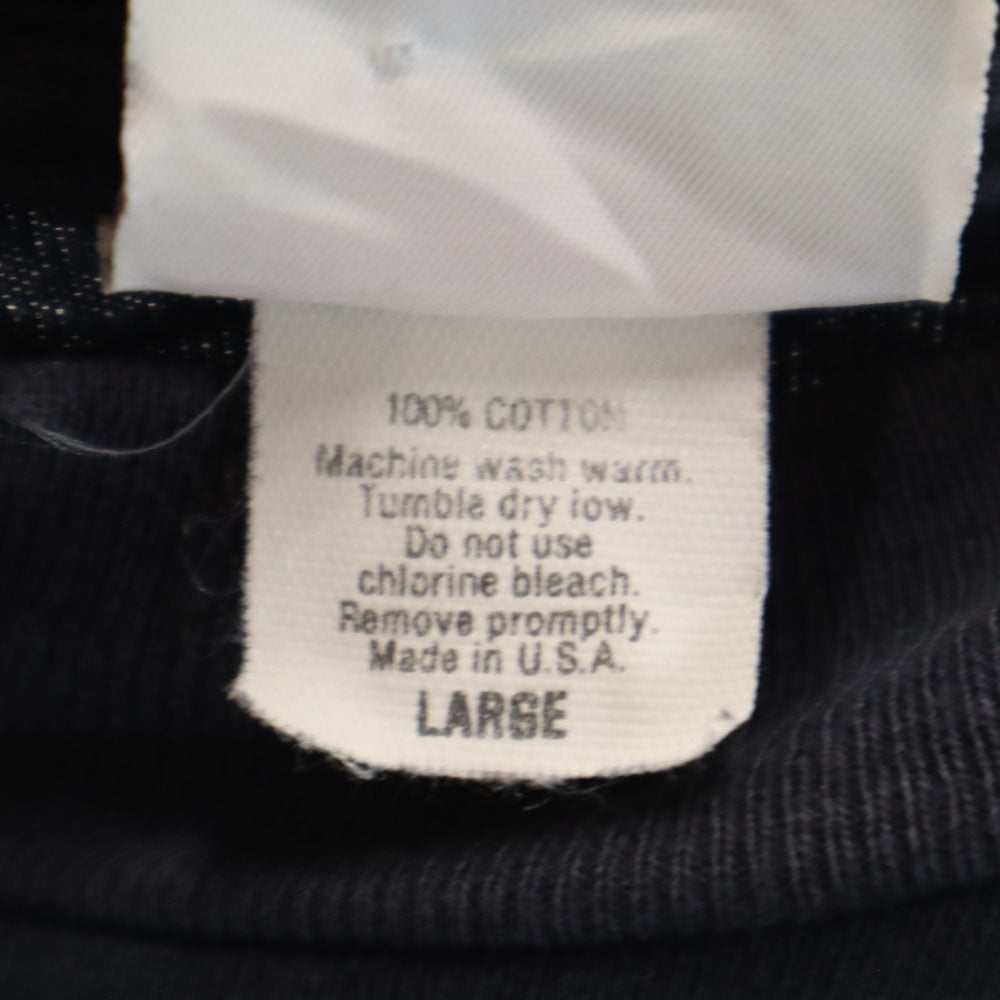 100% COTTON
Machine wash warm.
Tumble dry low.
Do not use
chlorine bleach.
Remove promptly.
Made in U.S.A.
LARGE